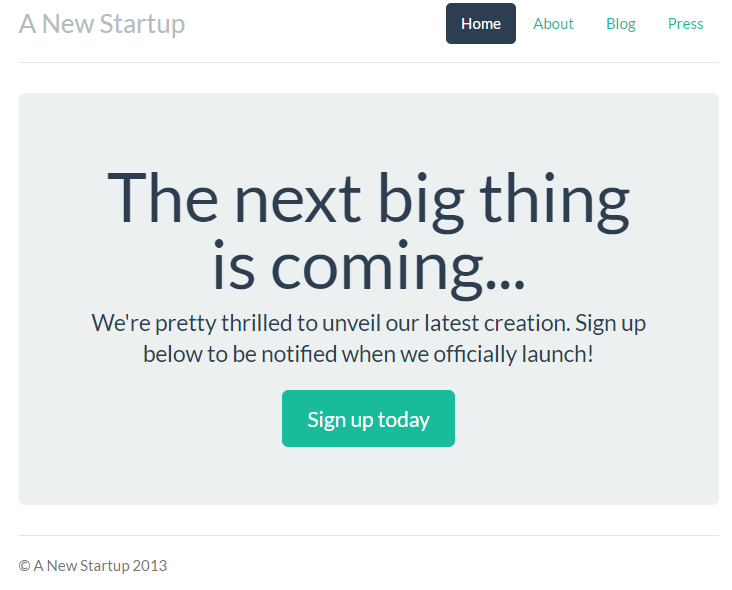 A New Startup
Home
About
Blog
Press
The next big thing
is coming...
We're pretty thrilled to unveil our latest creation. Sign up
below to be notified when we officially launch!
Sign up today
© A New Startup 2013